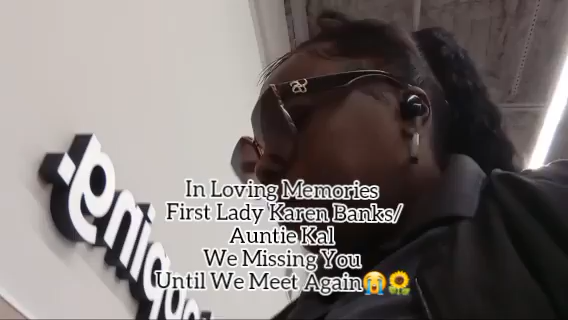 In Loving Memories
First Lady Karen Banks/
Auntie Kal
We Missing You
Until We Meet Again😭🌻